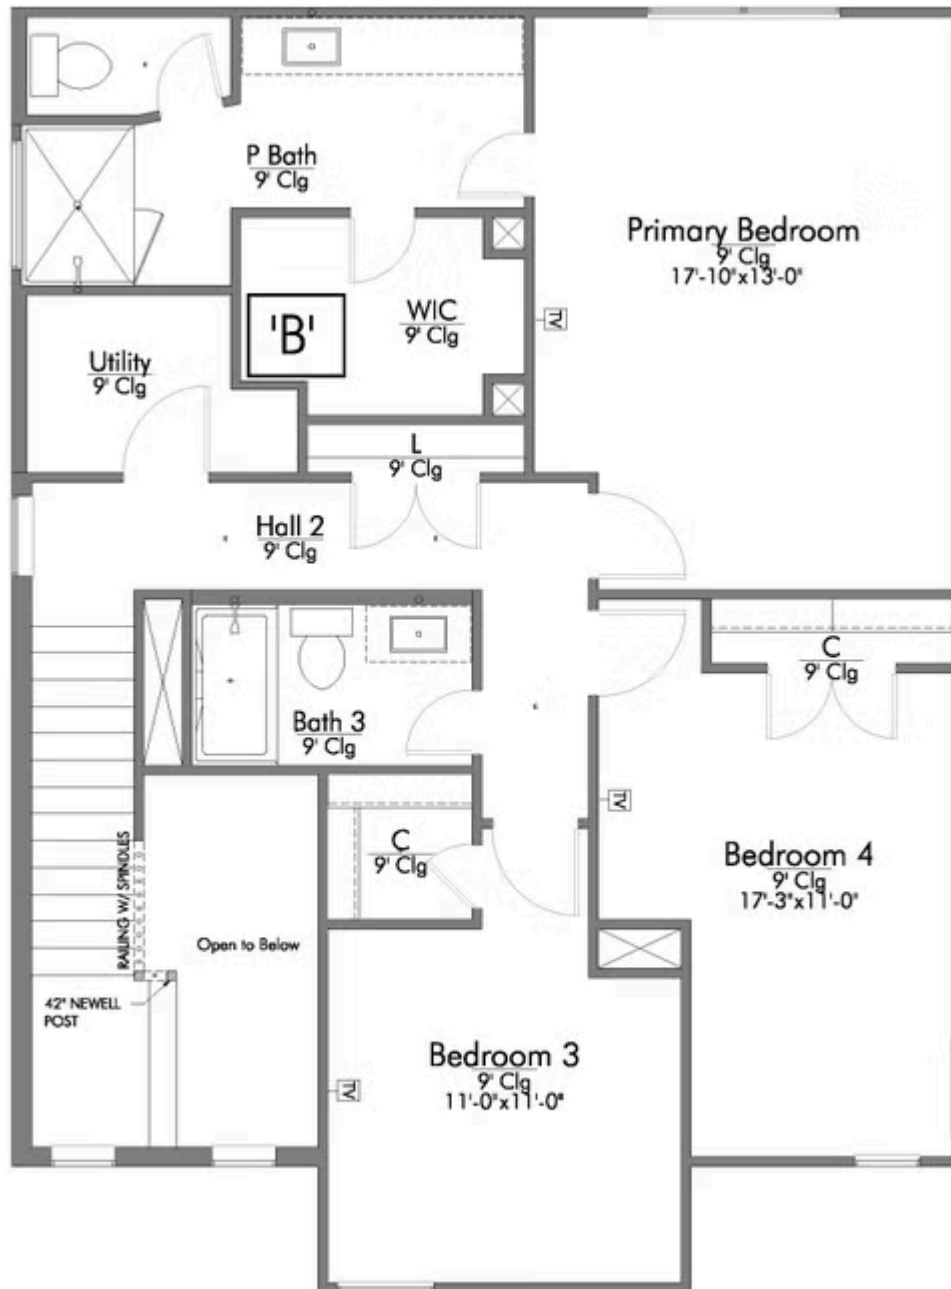 P Bath
9' Clg
Primary Bedroom
9' Clg
17'-10"x13'-0"
TV
WIC
9' Clg
'B'
Utility
9' Clg
L
9' Clg
Hall 2
9' Clg
C
9' Clg
Bath 3
9' Clg
TV
C
9' Clg
Bedroom 4
9' Clg
17'-3"x11'-0"
RAILING W/ SPINDLES
Open to Below
42" NEWELL
POST
Bedroom 3
9' Clg
11'-0"x11'-0"
TV